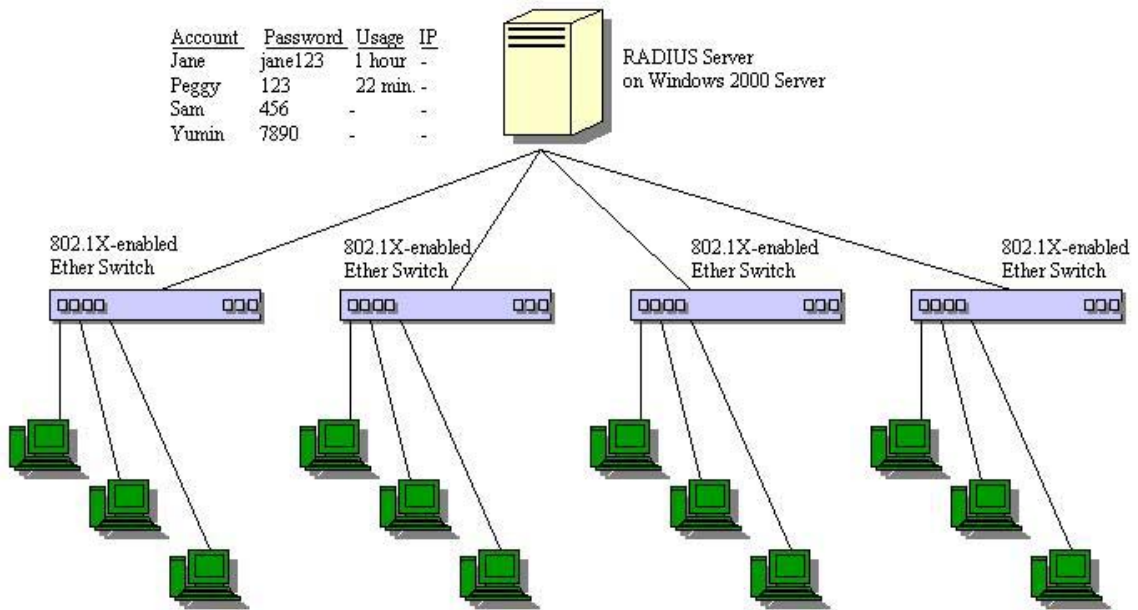 Account Password Usage IP
Jane jane123 1 hour -
Peggy 123 22 min. -
Sam 456 - -
Yumin 7890 - -
RADIUS Server
on Windows 2000 Server
802.1X-enabled
Ether Switch
802.1X-enabled
Ether Switch
802.1X-enabled
Ether Switch
802.1X-enabled
Ether Switch